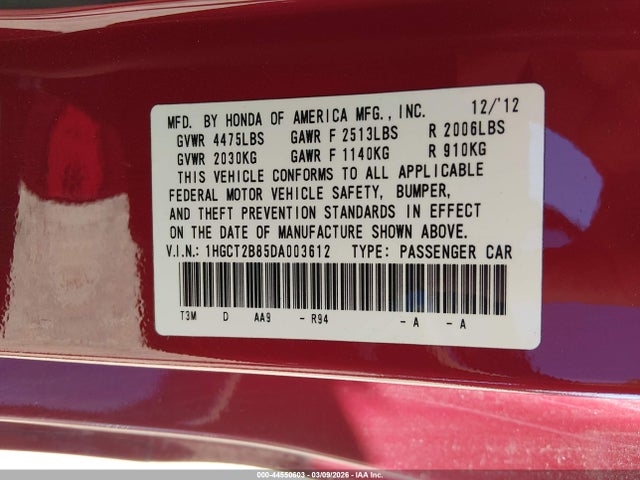 MFD. BY HONDA OF AMERICA MFG., INC. 12/'12
GVWR 4475LBS GAWR F 2513LBS R 2006LBS
GVWR 2030KG GAWR F 1140KG R 910KG
THIS VEHICLE CONFORMS TO ALL APPLICABLE
FEDERAL MOTOR VEHICLE SAFETY, BUMPER,
AND THEFT PREVENTION STANDARDS IN EFFECT
ON THE DATE OF MANUFACTURE SHOWN ABOVE.
V.I.N.: 1HGCT2B85DA003612 TYPE: PASSENGER CAR
T3M D AA9 - R94 - A - A
000-44550603 - 03/09/2026 - IAA Inc.